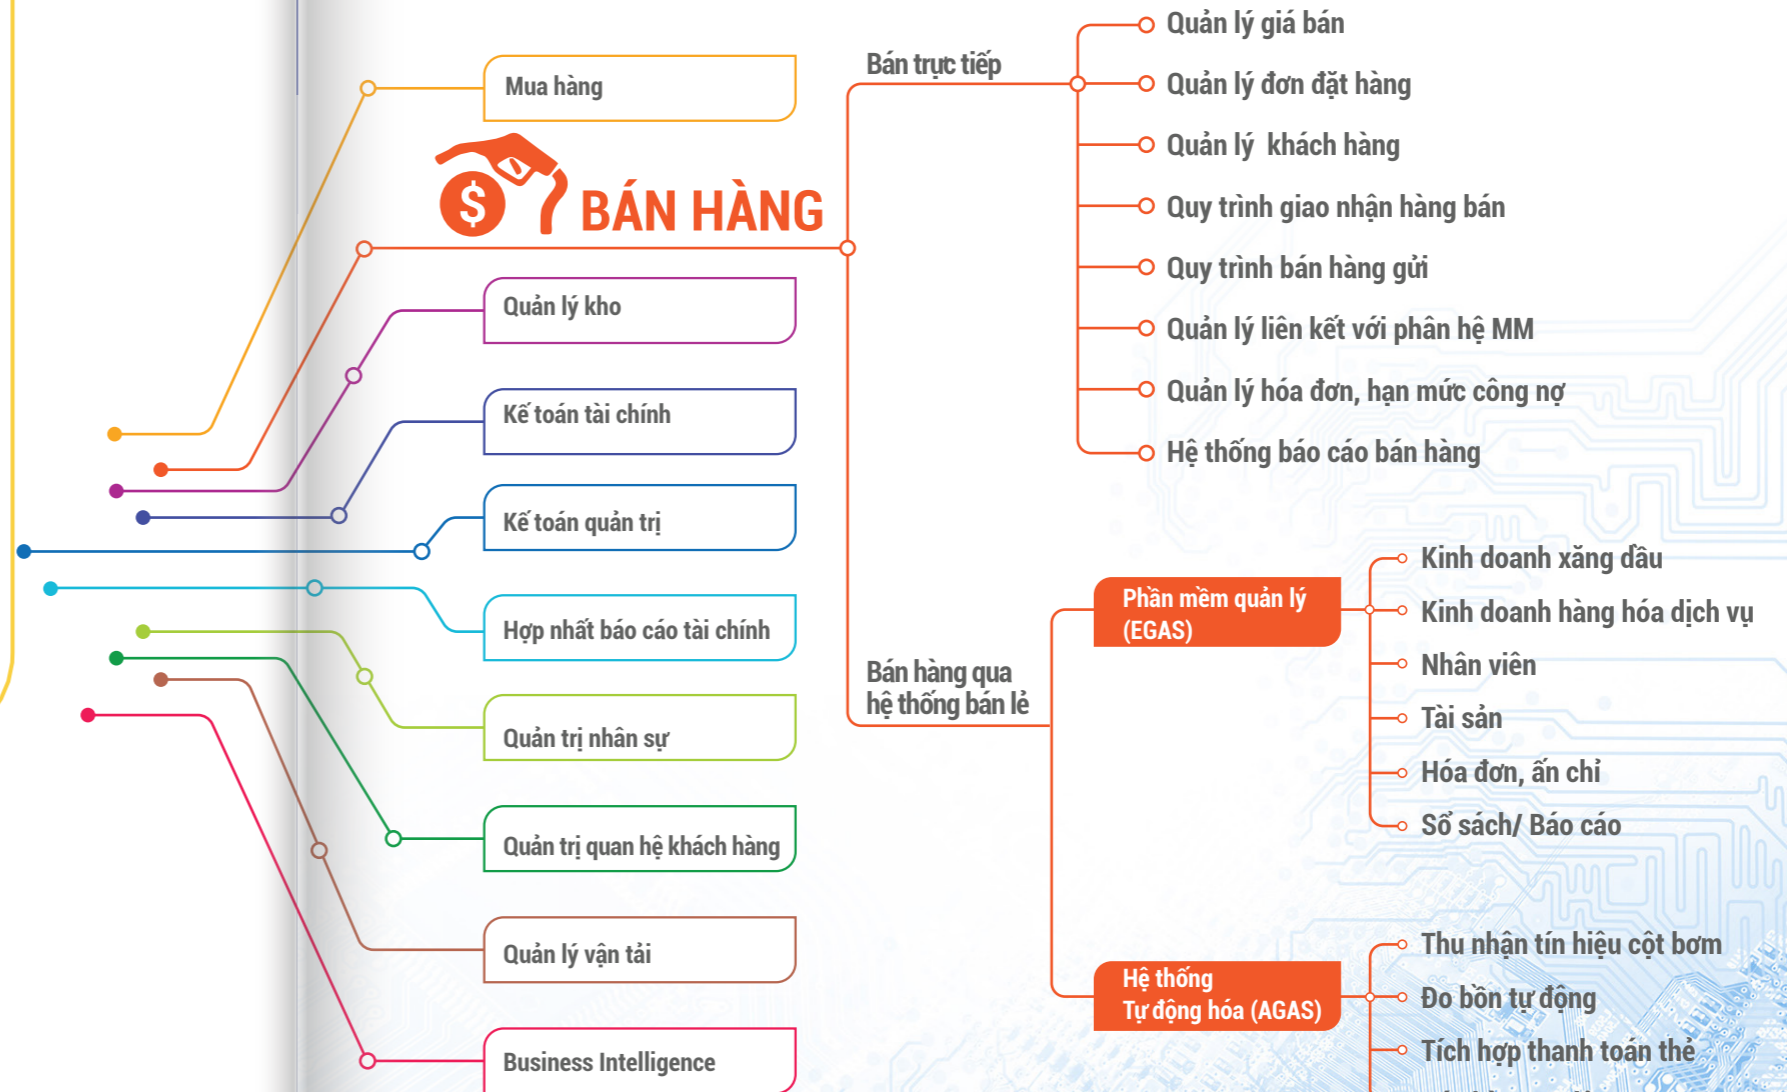 Mua hàng
$ BÁN HÀNG
Quản lý kho
Kế toán tài chính
Kế toán quản trị
Hợp nhất báo cáo tài chính
Quản trị nhân sự
Quản trị quan hệ khách hàng
Quản lý vận tải
Business Intelligence
Bán trực tiếp
Quản lý giá bán
Quản lý đơn đặt hàng
Quản lý khách hàng
Quy trình giao nhận hàng bán
Quy trình bán hàng gửi
Quản lý liên kết với phân hệ MM
Quản lý hóa đơn, hạn mức công nợ
Hệ thống báo cáo bán hàng
Bán hàng qua
hệ thống bán lẻ
Phần mềm quản lý
(EGAS)
Kinh doanh xăng dầu
Kinh doanh hàng hóa dịch vụ
Nhân viên
Tài sản
Hóa đơn, ấn chỉ
Sổ sách/ Báo cáo
Hệ thống
Tự động hóa (AGAS)
Thu nhận tín hiệu cột bơm
Đo bồn tự động
Tích hợp thanh toán thẻ